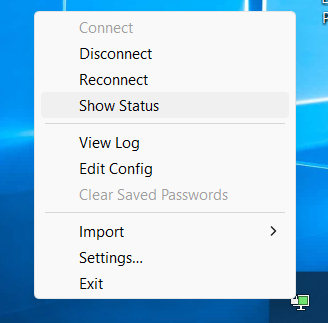 Connect
Disconnect
Reconnect
Show Status
View Log
Edit Config
Clear Saved Passwords
Import
Settings...
Exit